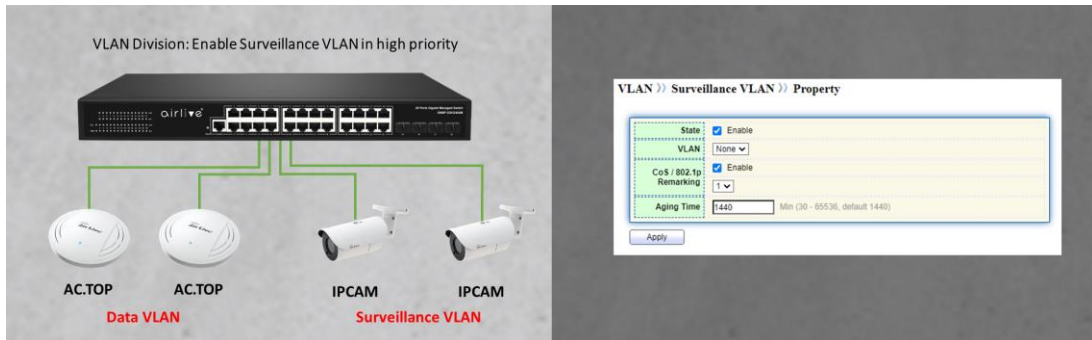 VLAN Division: Enable Surveillance VLAN in high priority
airlive
AC.TOP
AC.TOP
IPCAM
IPCAM
Data VLAN
Surveillance VLAN
VLAN 》 Surveillance VLAN 》 Property
State
Enable
VLAN
None
CoS / 802.1p
Remarking
Enable
1
Aging Time
1440
Min (30 - 65536, default 1440)
Apply